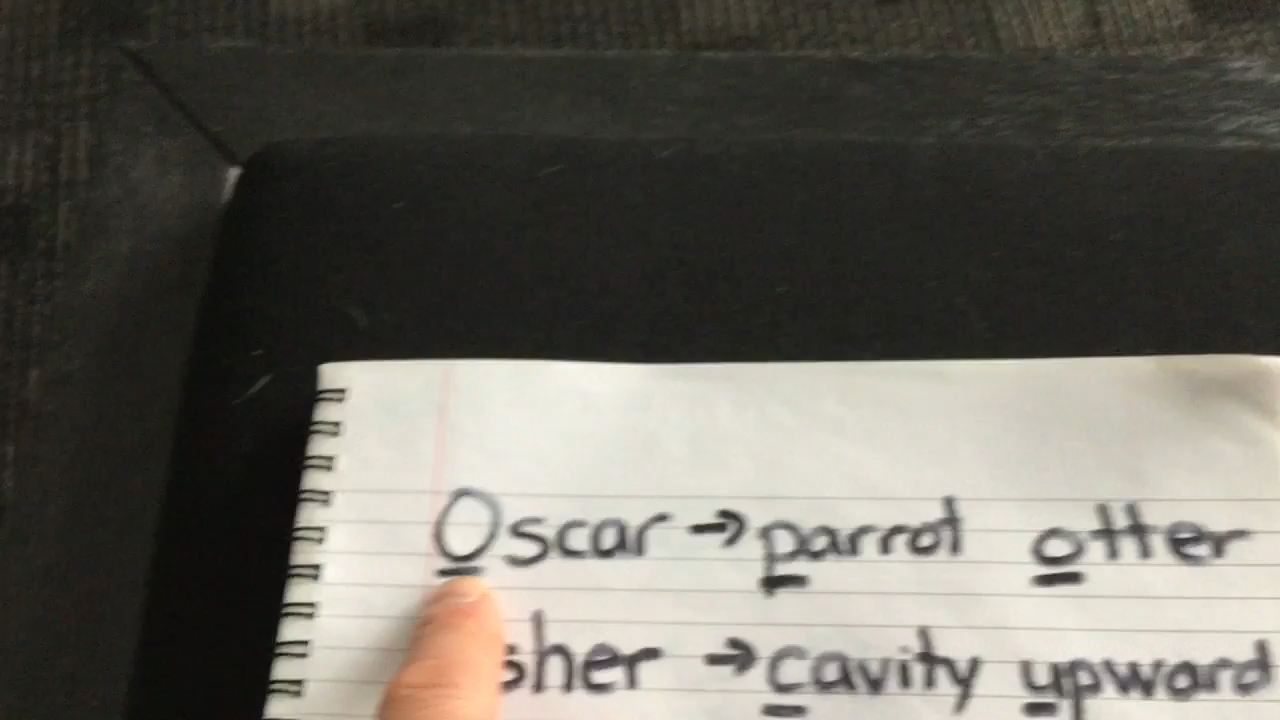 Oscar → parrot otter
sher → cavity upward